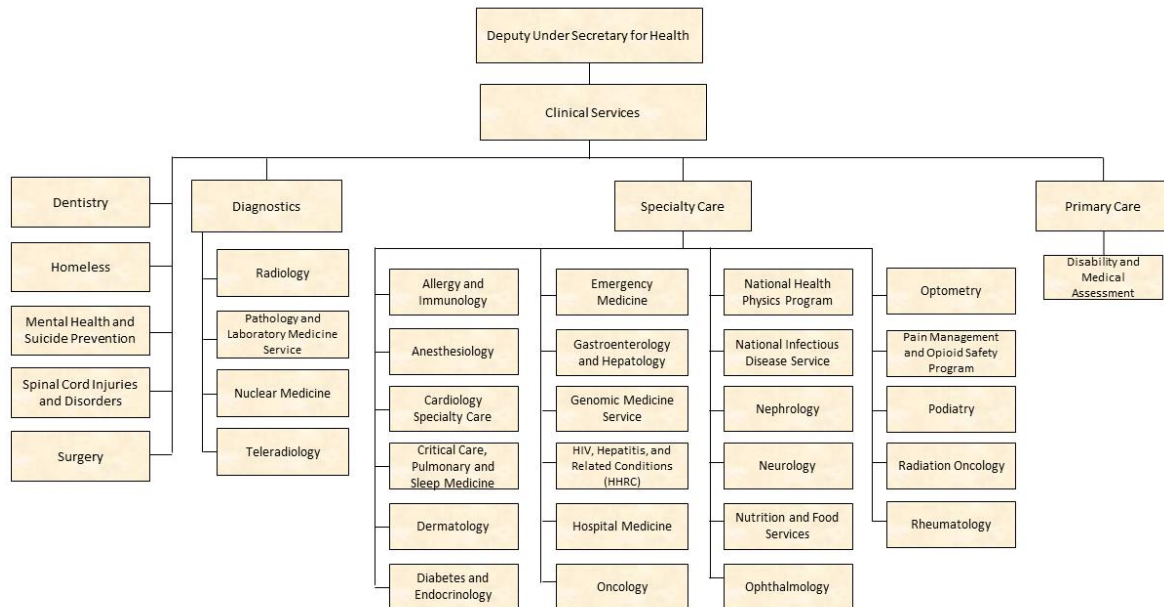 Deputy Under Secretary for Health
Clinical Services
Dentistry
Homeless
Mental Health and
Suicide Prevention
Spinal Cord Injuries
and Disorders
Surgery
Diagnostics
Radiology
Pathology and
Laboratory Medicine
Service
Nuclear Medicine
Teleradiology
Specialty Care
Allergy and
Immunology
Anesthesiology
Cardiology
Specialty Care
Critical Care,
Pulmonary and
Sleep Medicine
Dermatology
Diabetes and
Endocrinology
Emergency
Medicine
Gastroenterology
and Hepatology
Genomic Medicine
Service
HIV, Hepatitis, and
Related Conditions
(HHRC)
Hospital Medicine
Oncology
National Health
Physics Program
National Infectious
Disease Service
Nephrology
Neurology
Nutrition and Food
Services
Ophthalmology
Optometry
Pain Management
and Opioid Safety
Program
Podiatry
Radiation Oncology
Rheumatology
Primary Care
Disability and
Medical
Assessment